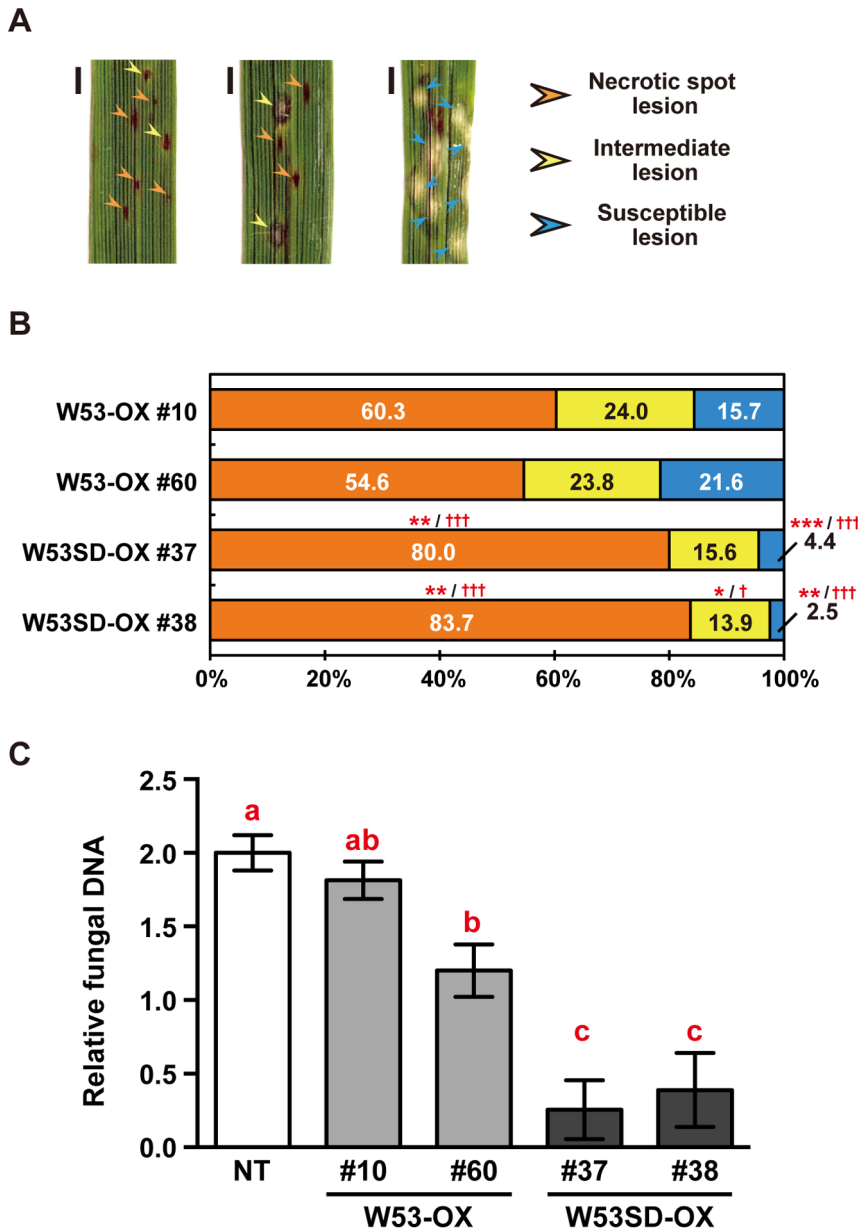 A
Necrotic spot
lesion
Intermediate
lesion
Susceptible
lesion
B
W53-OX #10
60.3
24.0
15.7
W53-OX #60
54.6
23.8
21.6
** / †††
*** / †††
W53SD-OX #37
80.0
15.6
4.4
** / †††
* / †
** / †††
W53SD-OX #38
83.7
13.9
2.5
0%
20%
40%
60%
80%
100%
C
Relative fungal DNA
2.5
2.0
1.5
1.0
0.5
0.0
a
ab
b
c
c
NT
#10
#60
#37
#38
W53-OX
W53SD-OX